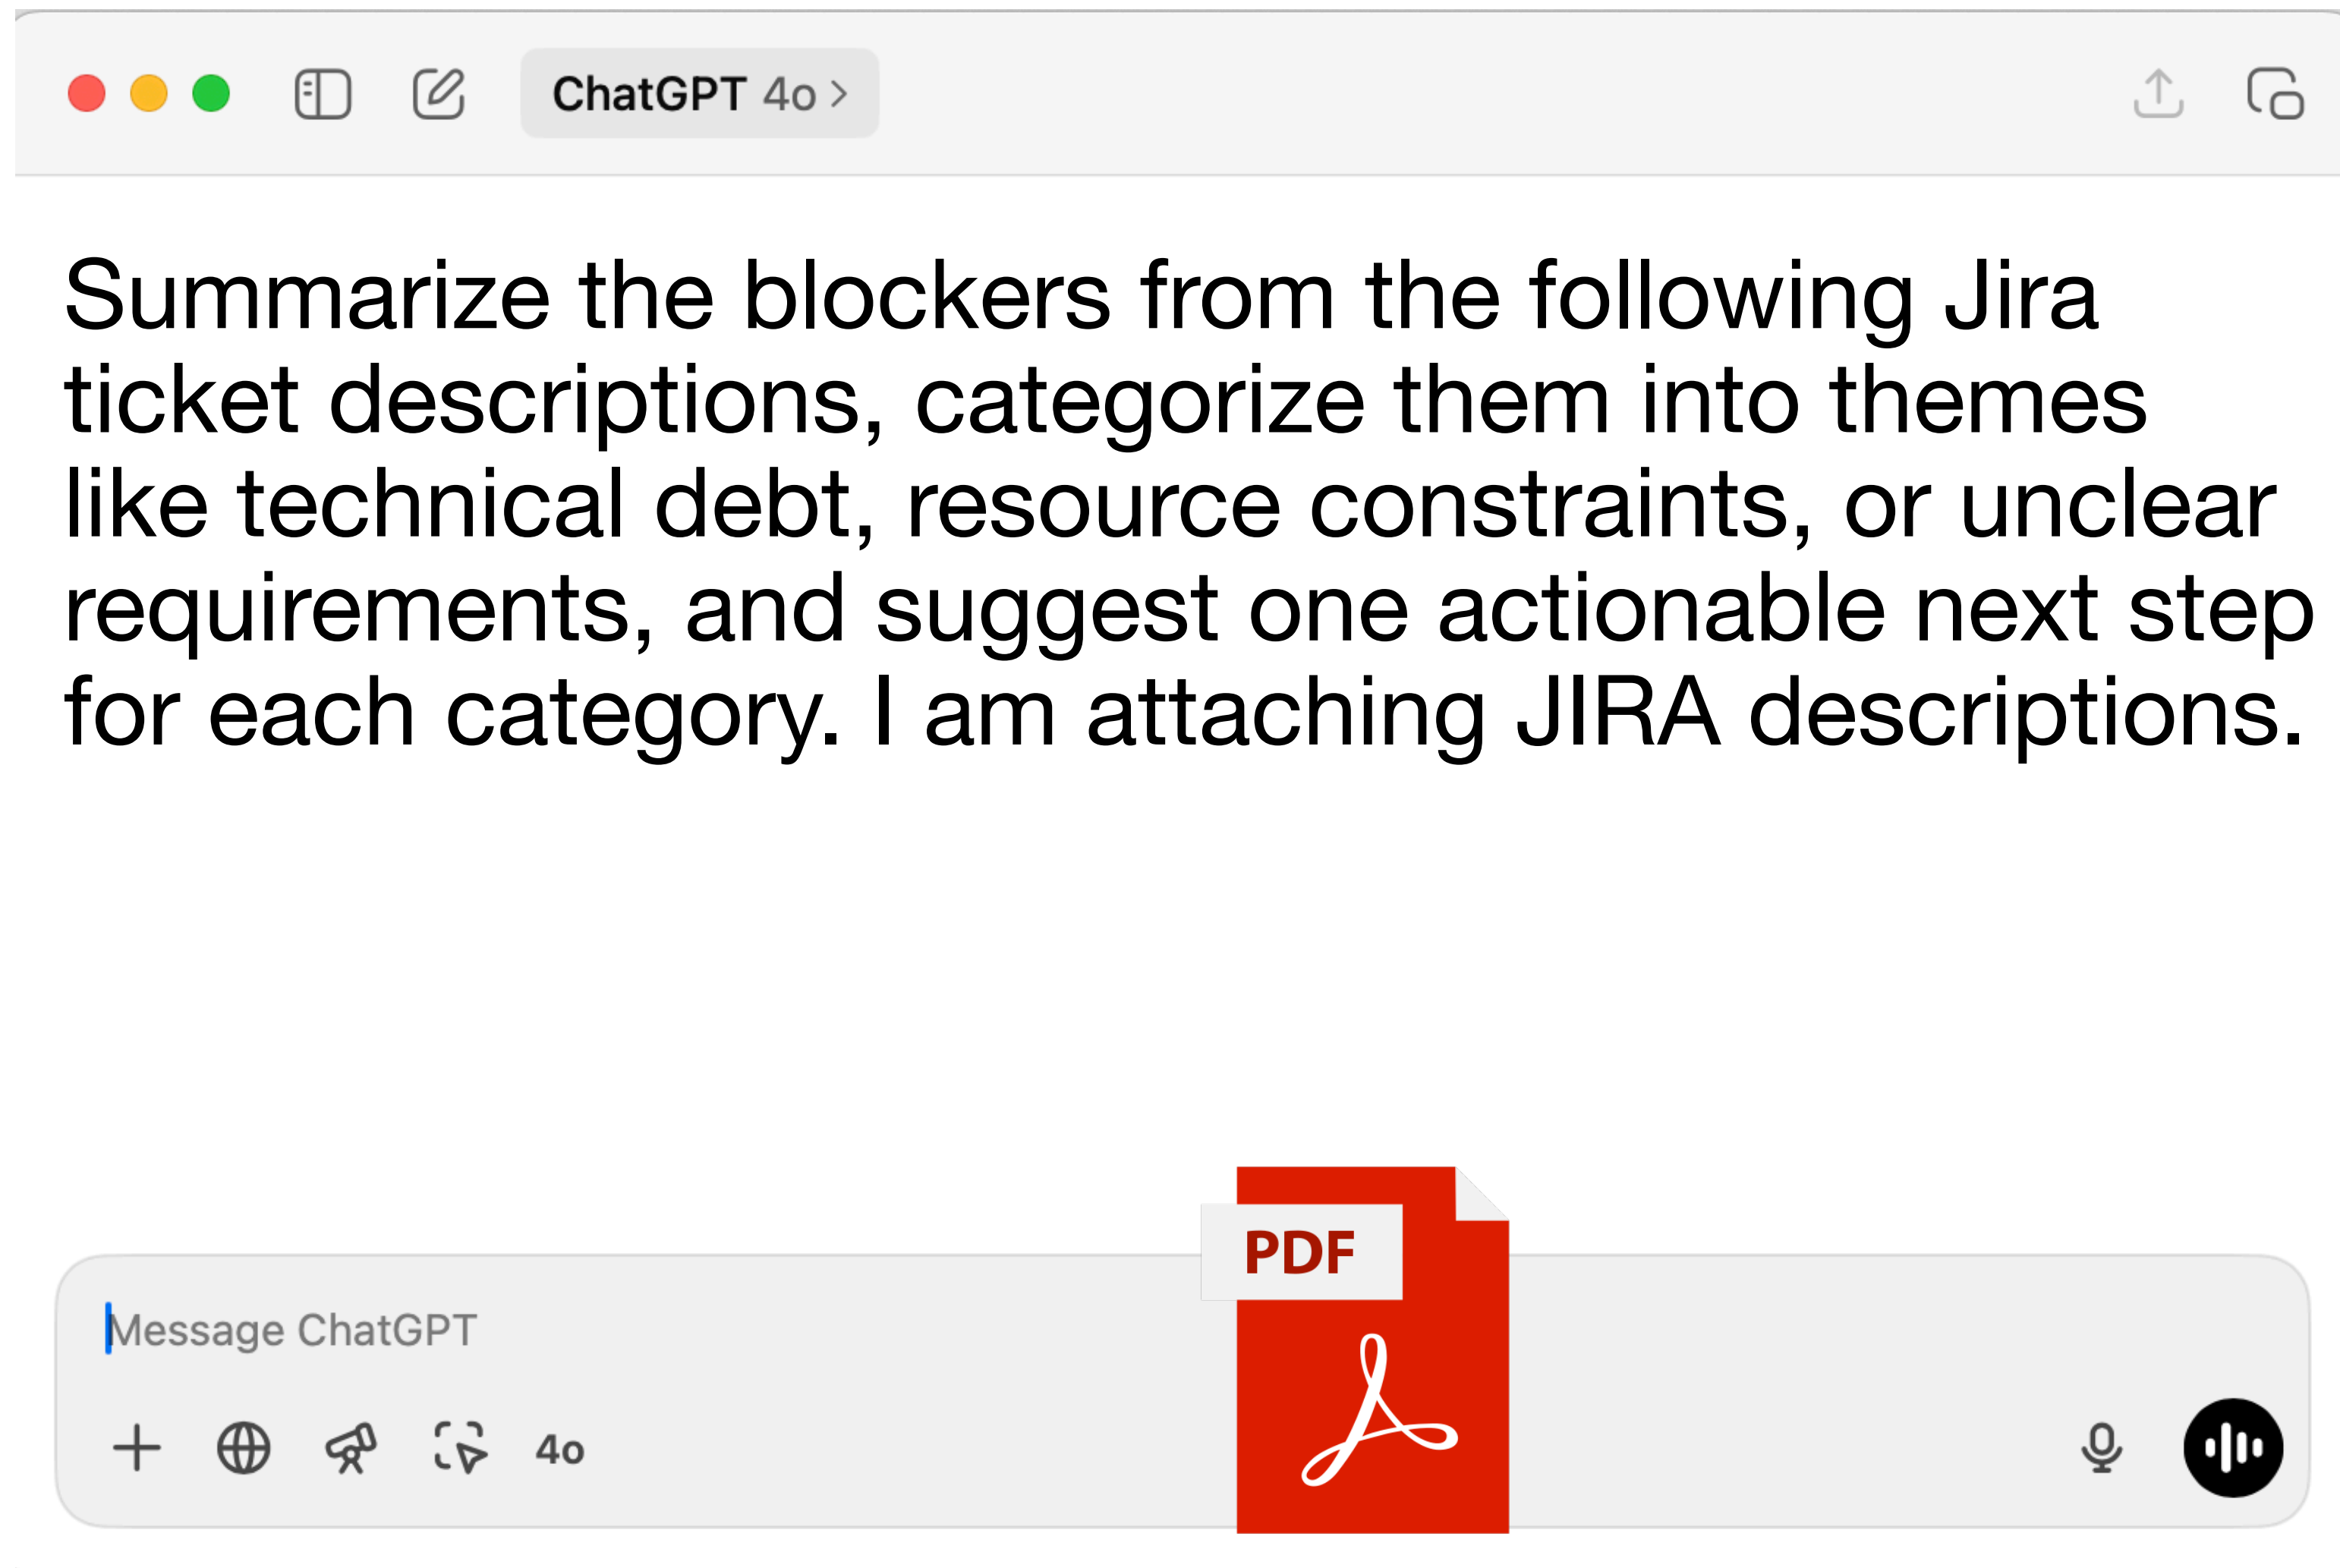 ChatGPT 4o >
Summarize the blockers from the following Jira
ticket descriptions, categorize them into themes
like technical debt, resource constraints, or unclear
requirements, and suggest one actionable next step
for each category. I am attaching JIRA descriptions.
PDF
Message ChatGPT
4o